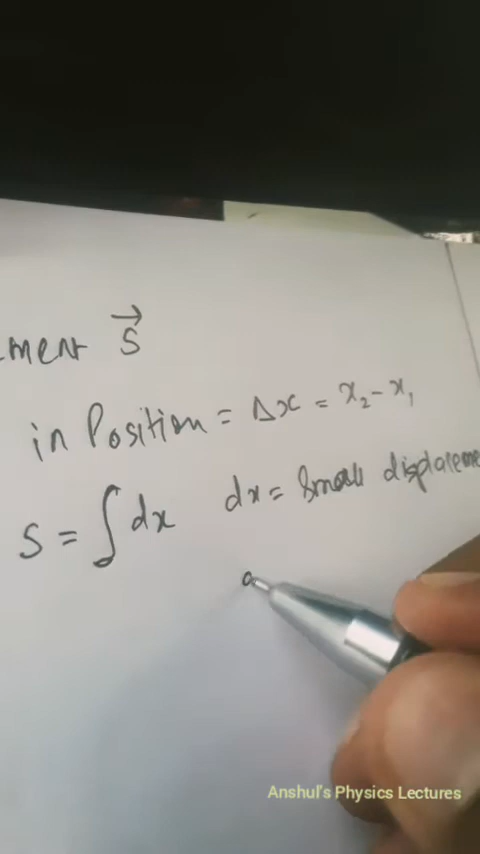 ment S⃗
in Position = Δx = x₂ - x₁
S = ∫dx dx = Small displaceme
Anshul's Physics Lectures